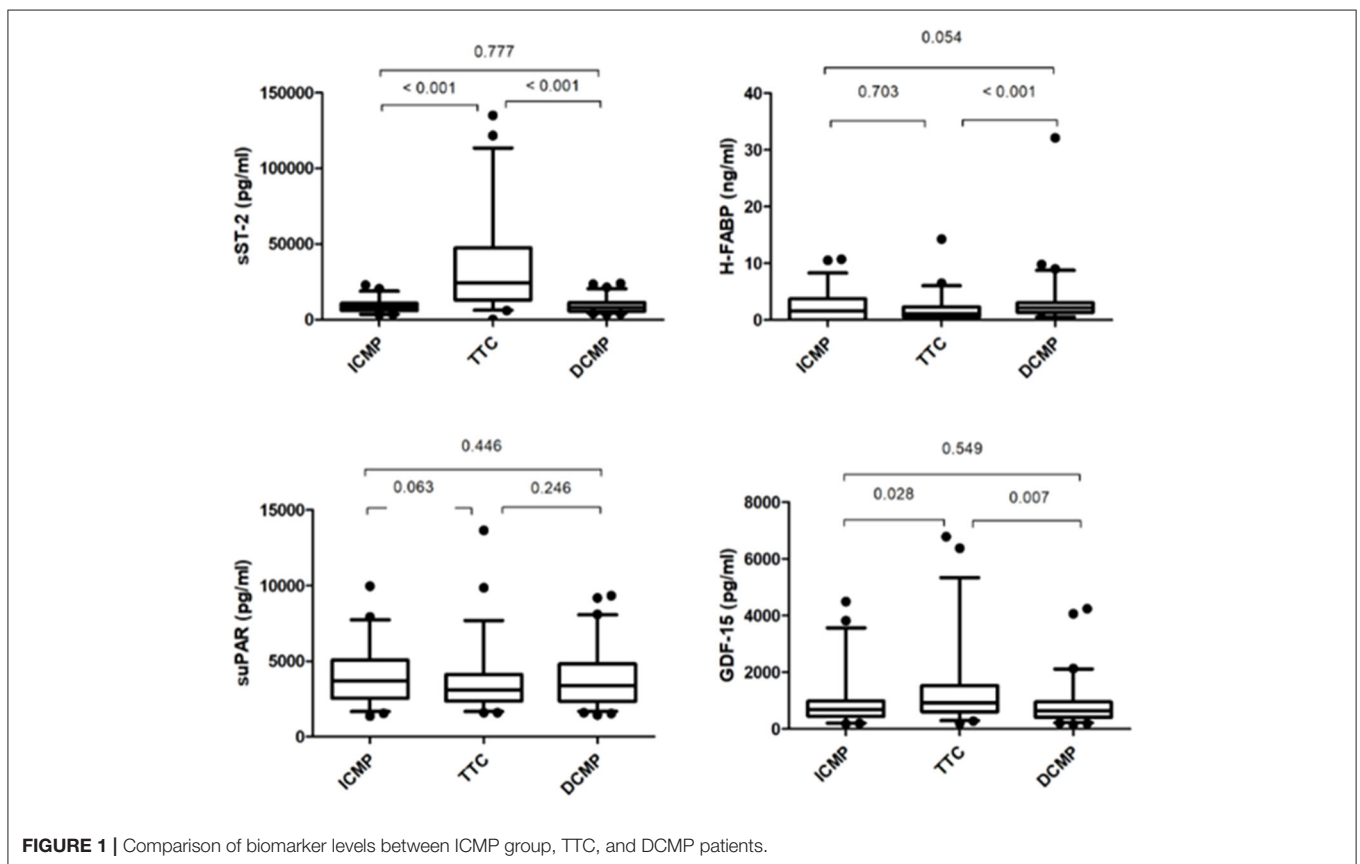 0.777
< 0.001
< 0.001
150000
100000
50000
0
sST-2 (pg/ml)
ICMP
TTC
DCMP
0.054
0.703
< 0.001
40
30
20
10
0
H-FABP (ng/ml)
ICMP
TTC
DCMP
0.446
0.063
0.246
15000
10000
5000
0
suPAR (pg/ml)
ICMP
TTC
DCMP
0.549
0.028
0.007
8000
6000
4000
2000
0
GDF-15 (pg/ml)
ICMP
TTC
DCMP
FIGURE 1 | Comparison of biomarker levels between ICMP group, TTC, and DCMP patients.